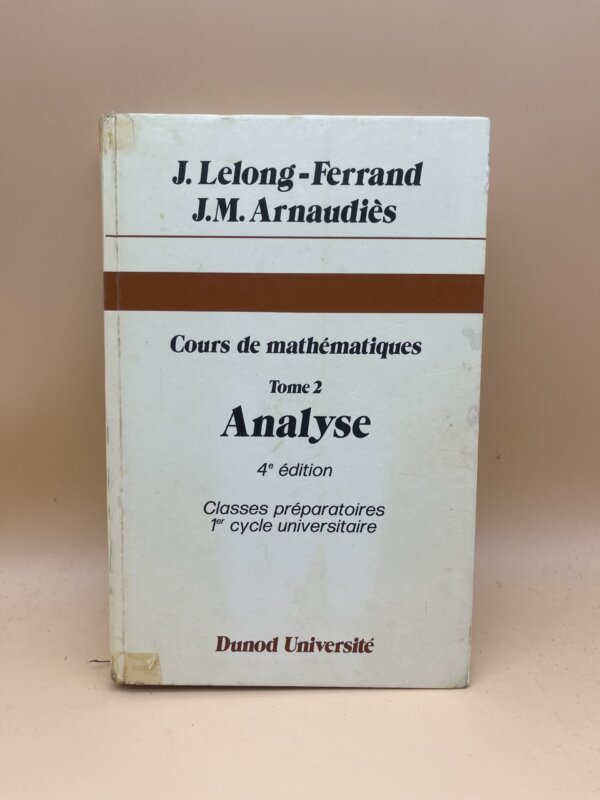 J. Lelong-Ferrand
J.M. Arnaudiès
Cours de mathématiques
Tome 2
Analyse
4e édition
Classes préparatoires
1er cycle universitaire
Dunod Université